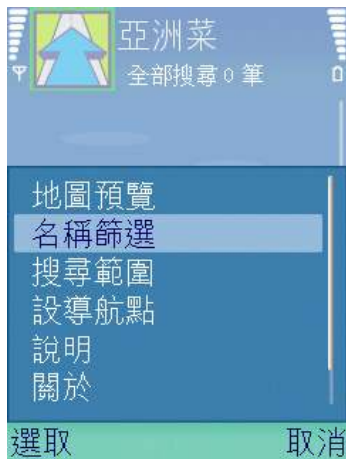 亞洲菜
全部搜尋0筆
地圖預覽
名稱篩選
搜尋範圍
設導航點
說明
關於
選取 取消